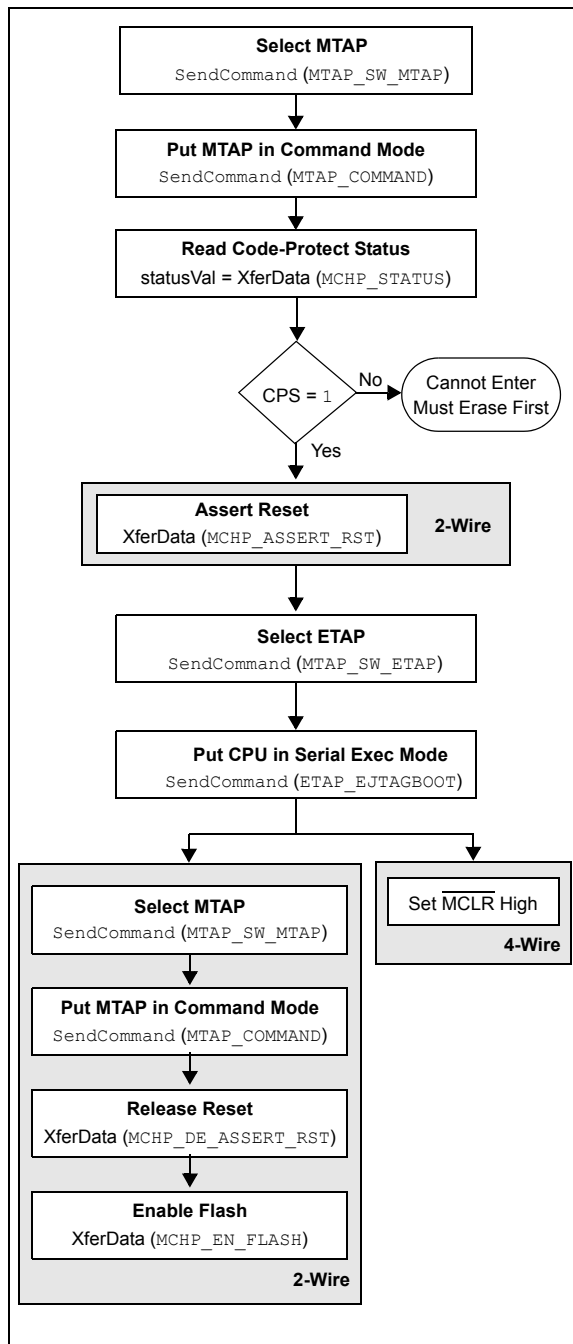 Select MTAP
SendCommand (MTAP_SW_MTAP)
Put MTAP in Command Mode
SendCommand (MTAP_COMMAND)
Read Code-Protect Status
statusVal = XferData (MCHP_STATUS)
CPS = 1
No
Cannot Enter
Must Erase First
Yes
Assert Reset
XferData (MCHP_ASSERT_RST)
2-Wire
Select ETAP
SendCommand (MTAP_SW_ETAP)
Put CPU in Serial Exec Mode
SendCommand (ETAP_EJTAGBOOT)
Select MTAP
SendCommand (MTAP_SW_MTAP)
Put MTAP in Command Mode
SendCommand (MTAP_COMMAND)
Release Reset
XferData (MCHP_DE_ASSERT_RST)
Enable Flash
XferData (MCHP_EN_FLASH)
2-Wire
Set M̅C̅L̅R̅ High
4-Wire